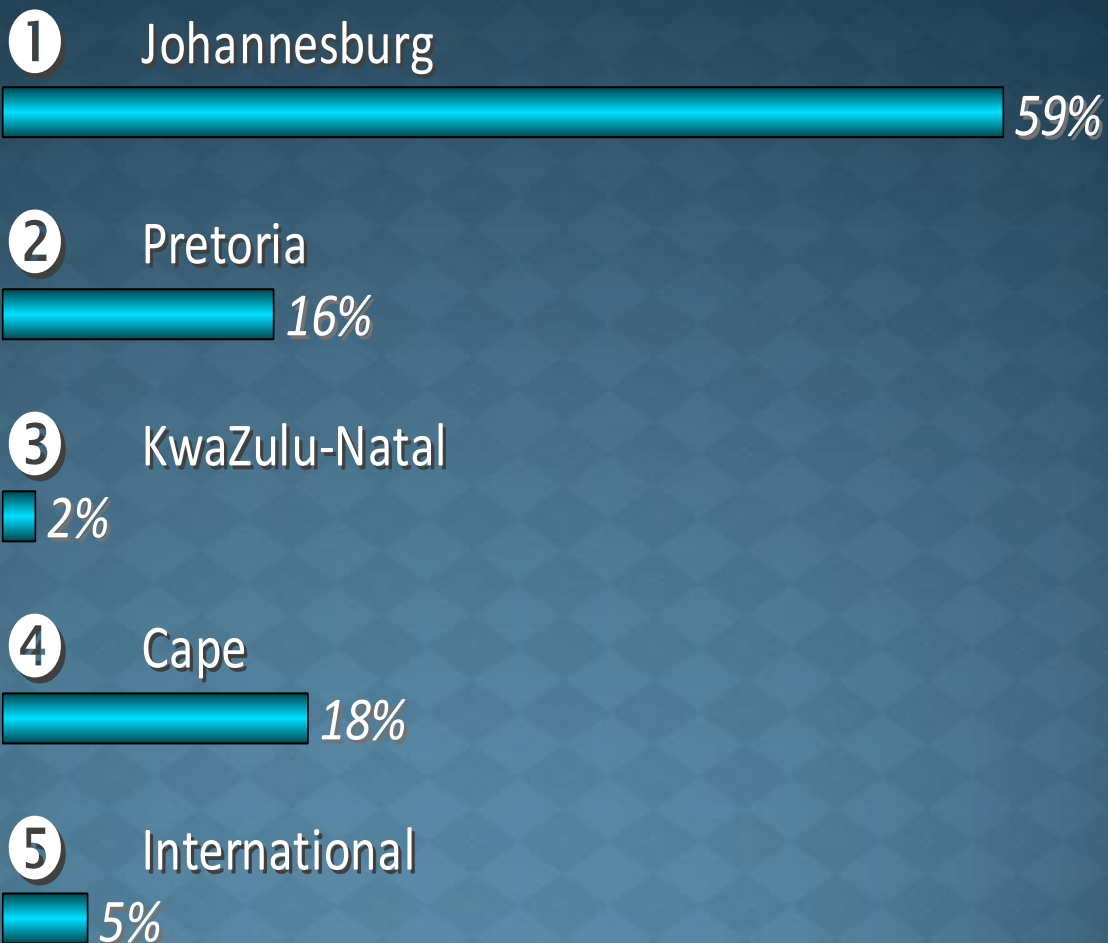 1 Johannesburg
59%
2 Pretoria
16%
3 KwaZulu-Natal
2%
4 Cape
18%
5 International
5%